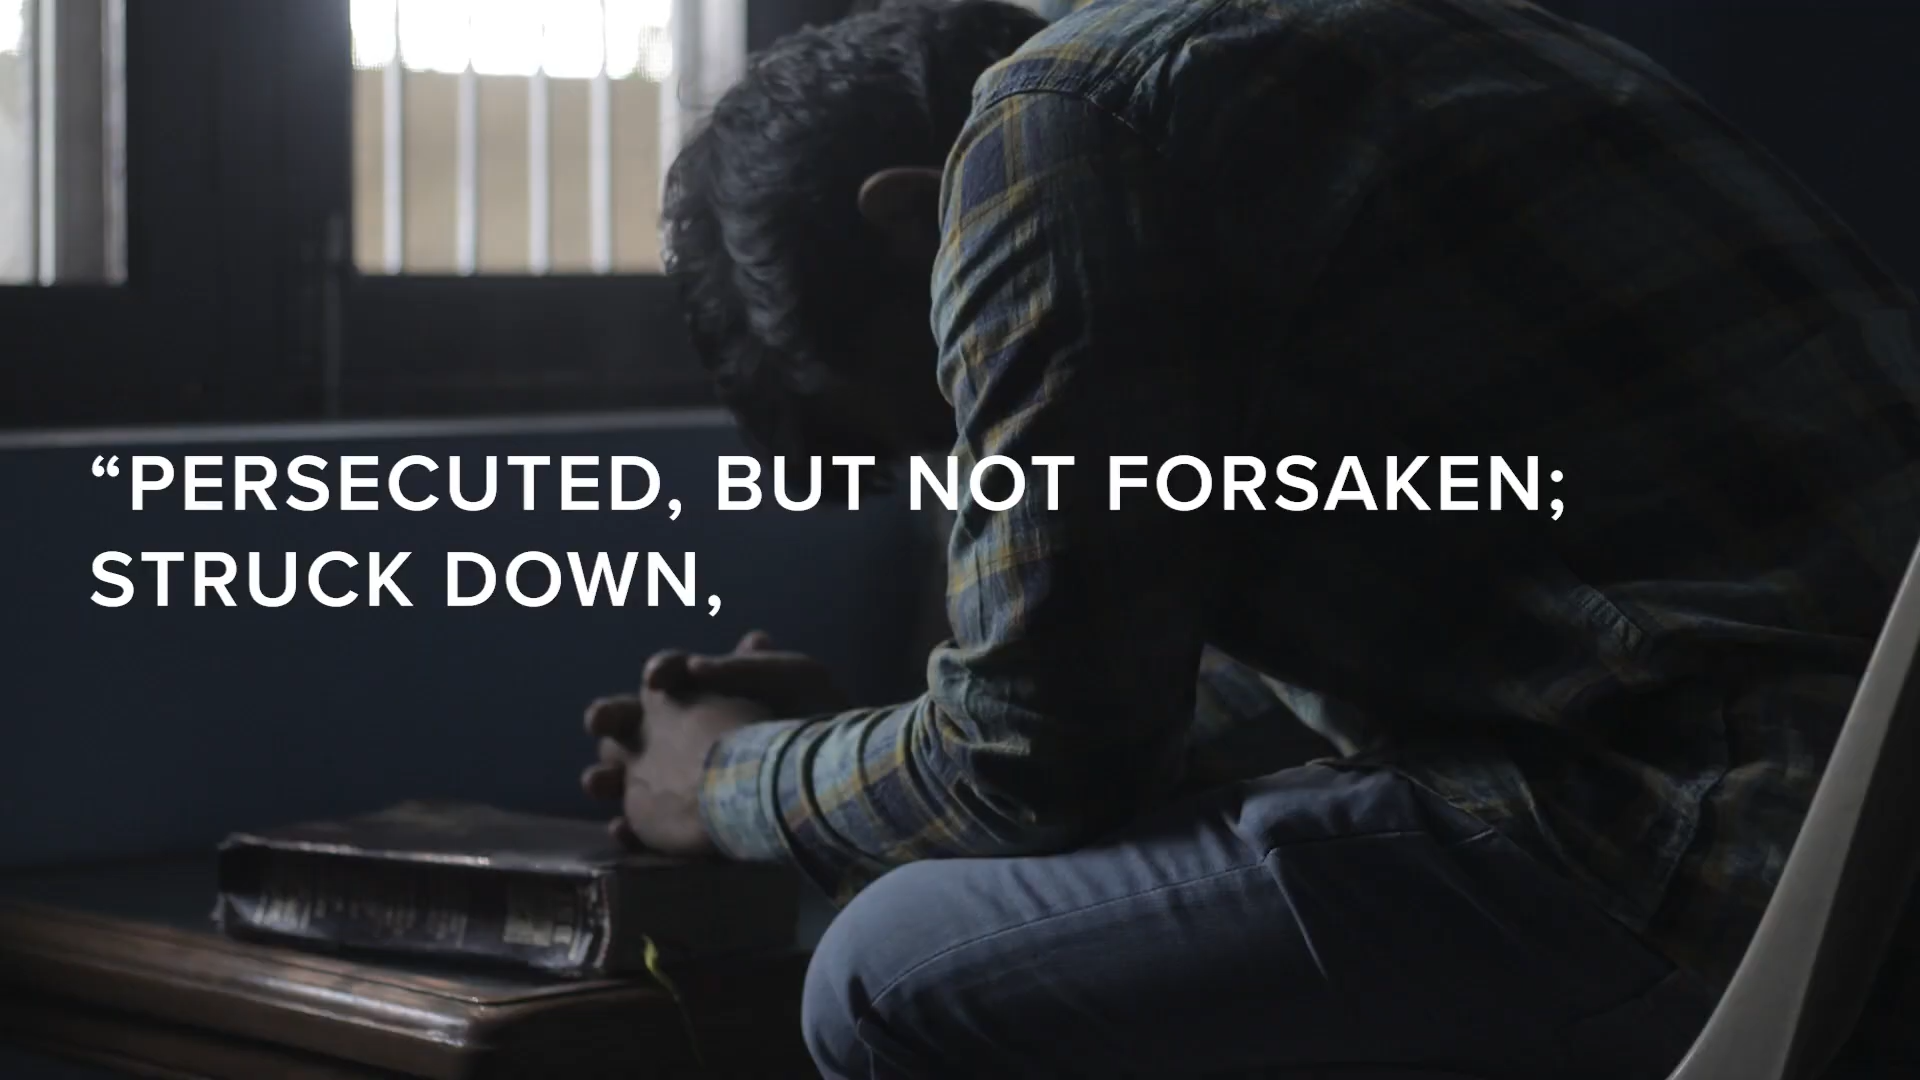 “PERSECUTED, BUT NOT FORSAKEN;
STRUCK DOWN,